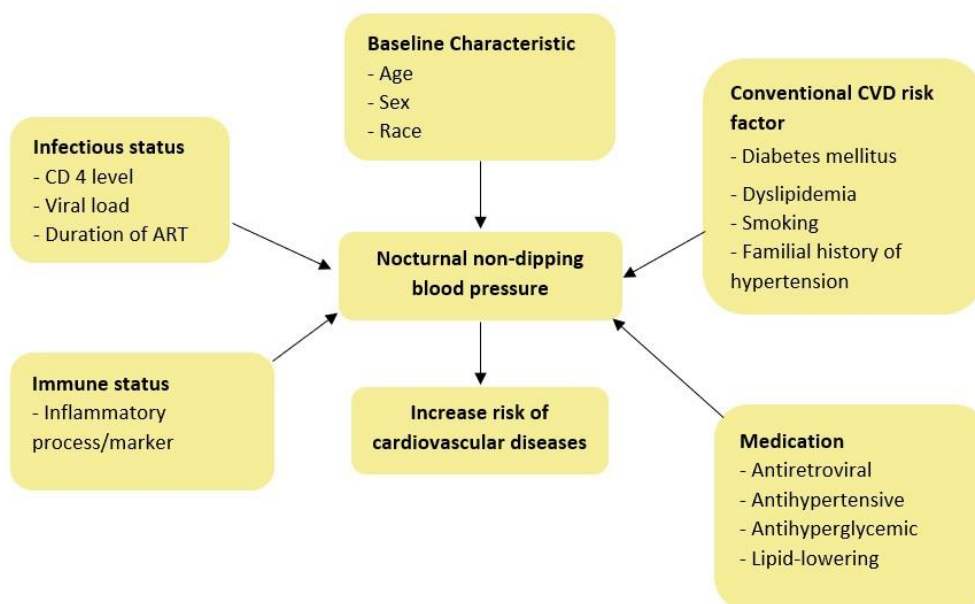 Baseline Characteristic
- Age
- Sex
- Race
Infectious status
- CD 4 level
- Viral load
- Duration of ART
Conventional CVD risk
factor
- Diabetes mellitus
- Dyslipidemia
- Smoking
- Familial history of
hypertension
Nocturnal non-dipping
blood pressure
Immune status
- Inflammatory
process/marker
Increase risk of
cardiovascular diseases
Medication
- Antiretroviral
- Antihypertensive
- Antihyperglycemic
- Lipid-lowering